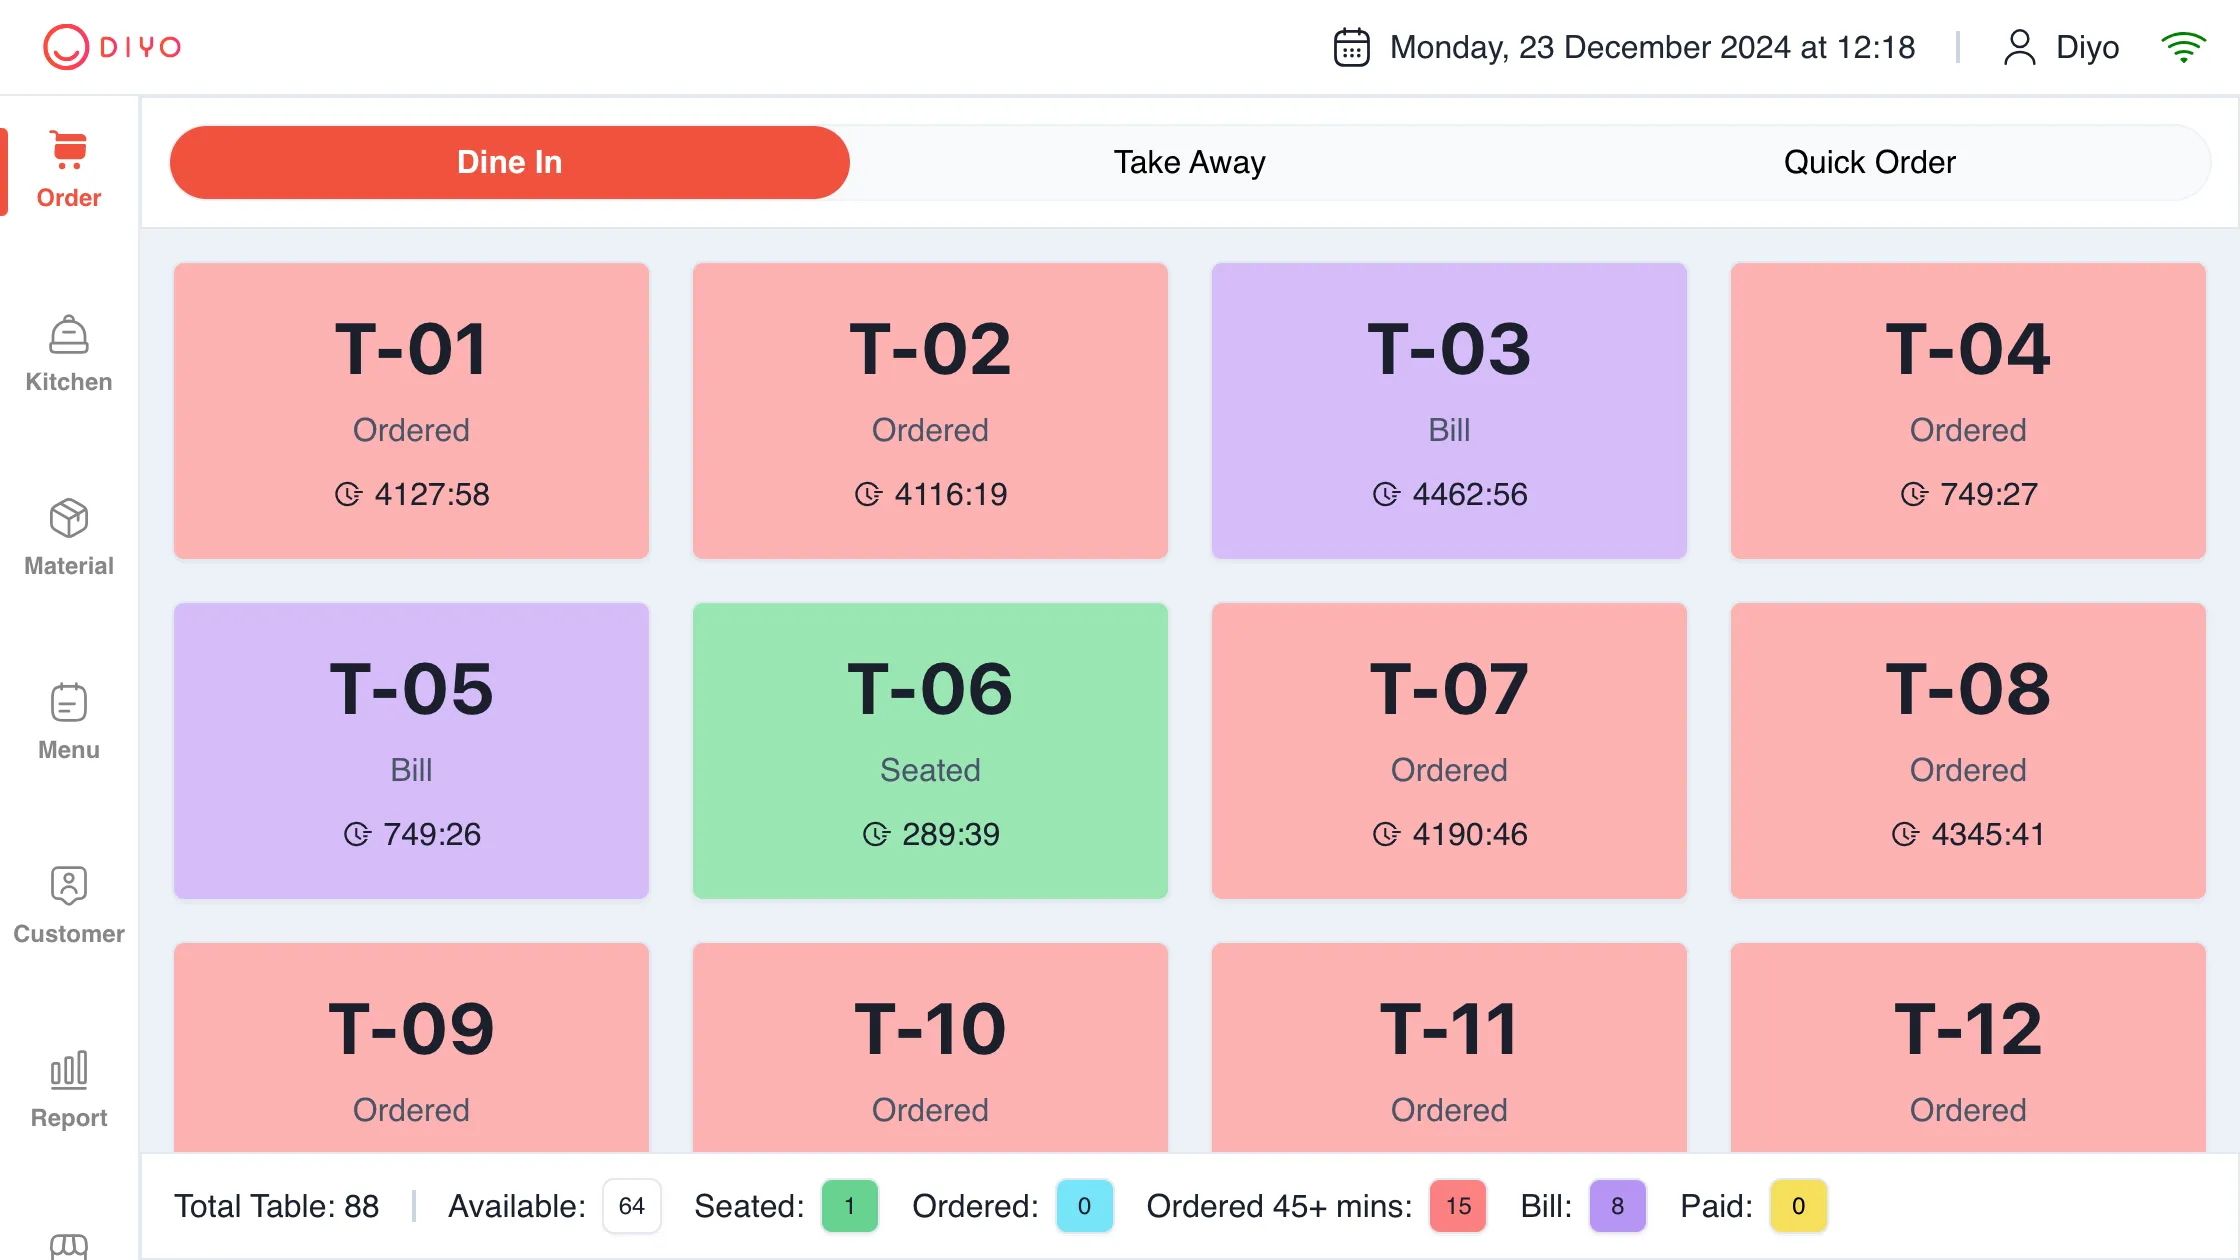 DIYO
Monday, 23 December 2024 at 12:18
Diyo
Order
Kitchen
Material
Menu
Customer
Report
Dine In
Take Away
Quick Order
T-01
Ordered
4127:58
T-02
Ordered
4116:19
T-03
Bill
4462:56
T-04
Ordered
749:27
T-05
Bill
749:26
T-06
Seated
289:39
T-07
Ordered
4190:46
T-08
Ordered
4345:41
T-09
Ordered
T-10
Ordered
T-11
Ordered
T-12
Ordered
Total Table: 88
Available: 64
Seated: 1
Ordered: 0
Ordered 45+ mins: 15
Bill: 8
Paid: 0